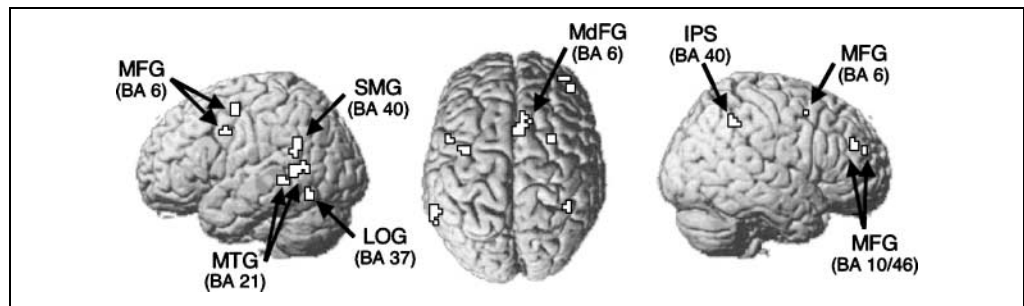 MFG
(BA 6)
SMG
(BA 40)
MTG
(BA 21)
LOG
(BA 37)
MdFG
(BA 6)
IPS
(BA 40)
MFG
(BA 6)
MFG
(BA 10/46)